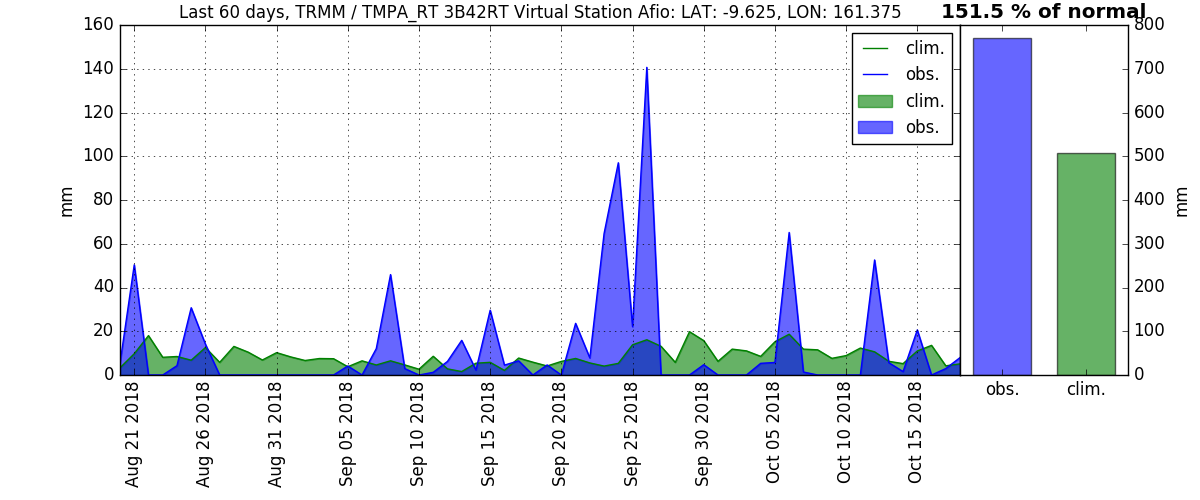 Last 60 days, TRMM / TMPA_RT 3B42RT Virtual Station Afio: LAT: -9.625, LON: 161.375
151.5 % of normal
160
140
120
100
80
60
40
20
0
mm
clim.
obs.
clim.
obs.
800
700
600
500
400
300
200
100
0
mm
Aug 21 2018
Aug 26 2018
Aug 31 2018
Sep 05 2018
Sep 10 2018
Sep 15 2018
Sep 20 2018
Sep 25 2018
Sep 30 2018
Oct 05 2018
Oct 10 2018
Oct 15 2018
obs.
clim.